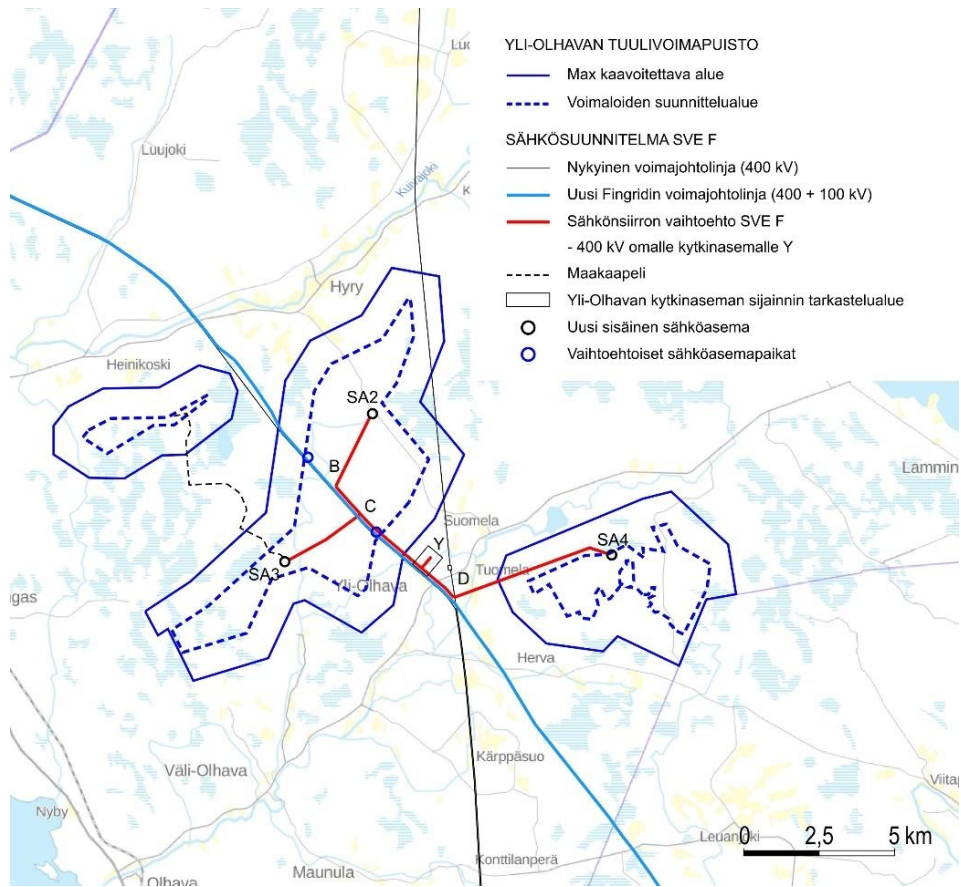 YLI-OLHAVAN TUULIVOIMAPUISTO
Max kaavoitettava alue
Voimaloiden suunnittelualue
SÄHKÖSUUNNITELMA SVE F
Nykyinen voimajohtolinja (400 kV)
Uusi Fingridin voimajohtolinja (400 + 100 kV)
Sähkönsiirron vaihtoehto SVE F
- 400 kV omalle kytkinasemalle Y
Maakaapeli
Yli-Olhavan kytkinaseman sijainnin tarkastelualue
Uusi sisäinen sähköasema
Vaihtoehtoiset sähköasemapaikat
Luujoki
Kuivajoki
Hyry
Heinikoski
SA2
B
C
Suomela
Y
SA3
Yli-Olhava
D
Tuomela
SA4
Herva
Kärppäsuo
Väli-Olhava
Nyby
Leuanjoki
0 2,5 5 km
Konttilanperä
Maunula
Olhava